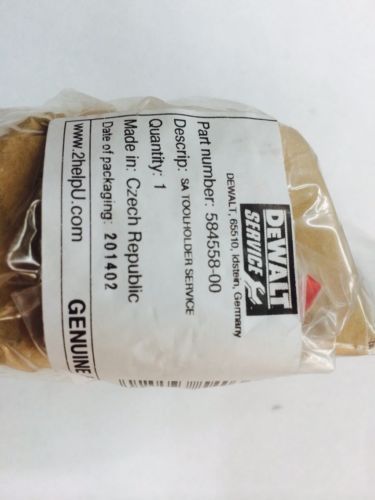 DEWALT
SERVICE
DEWALT, 65510, Idstein, Germany
Part number: 584558-00
Descrip: SA TOOLHOLDER SERVICE
Quantity: 1
Made in: Czech Republic
Date of packaging: 201402
www.2helpU.com
GENUINE